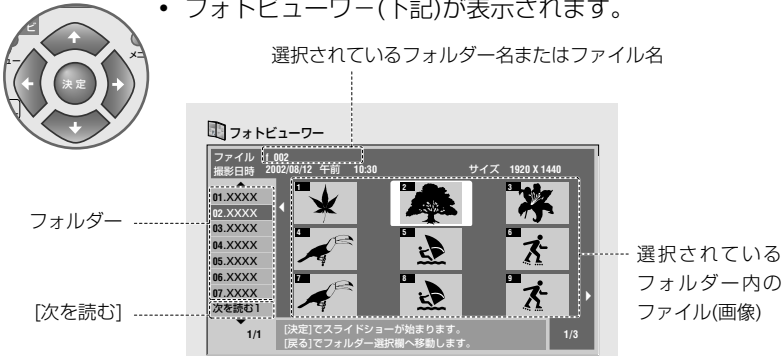 • フォトビューワー(下記)が表示されます。
選択されているフォルダー名またはファイル名
決定
フォトビューワー
ファイル f_002
撮影日時 2002/08/12 午前 10:30 サイズ 1920 X 1440
フォルダー
01.XXXX
02.XXXX
03.XXXX
04.XXXX
05.XXXX
06.XXXX
07.XXXX
次を読む1
[次を読む]
1
2
3
4
5
6
7
8
9
選択されている
フォルダー内の
ファイル(画像)
1/1
[決定]でスライドショーが始まります。
[戻る]でフォルダー選択欄へ移動します。
1/3